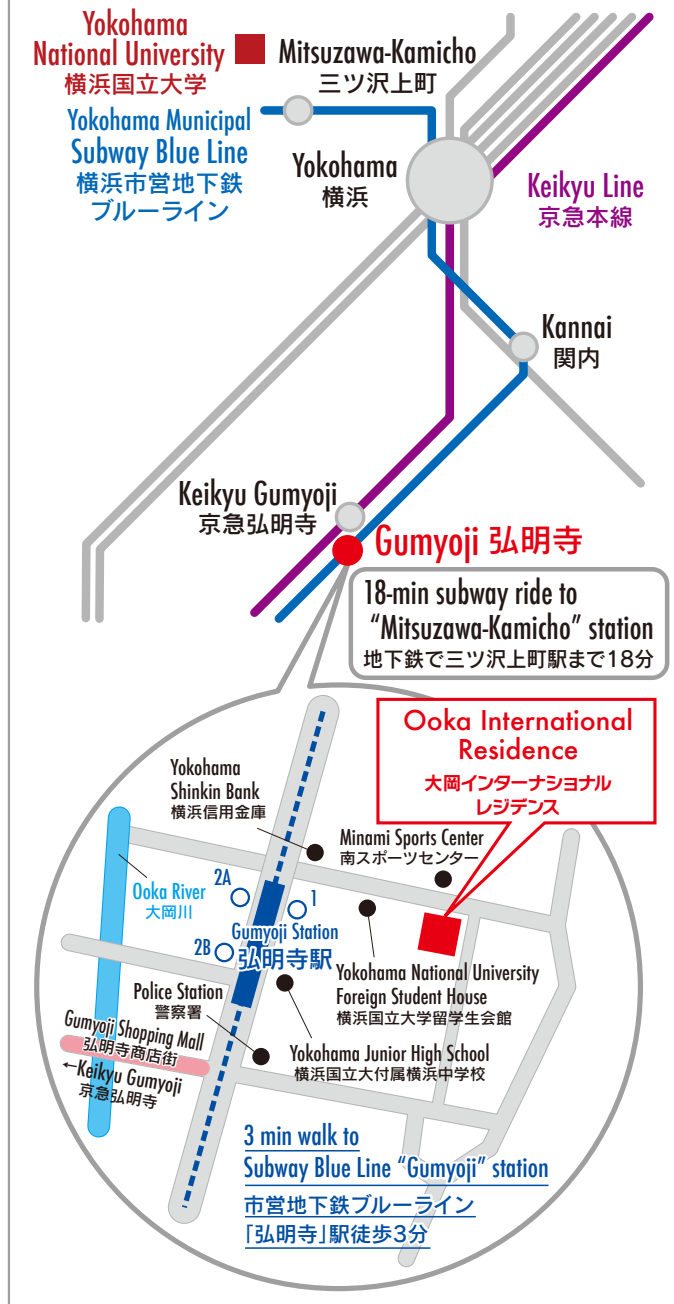 Yokohama
National University
横浜国立大学
Mitsuzawa-Kamicho
三ツ沢上町
Yokohama Municipal
Subway Blue Line
横浜市営地下鉄
ブルーライン
Yokohama
横浜
Keikyu Line
京急本線
Kannai
関内
Keikyu Gumyoji
京急弘明寺
Gumyoji 弘明寺
18-min subway ride to
“Mitsuzawa-Kamicho” station
地下鉄で三ツ沢上町駅まで18分
Ooka International
Residence
大岡インターナショナル
レジデンス
Yokohama
Shinkin Bank
横浜信用金庫
Minami Sports Center
南スポーツセンター
Ooka River
大岡川
2A
1
Gumyoji Station
弘明寺駅
2B
Yokohama National University
Foreign Student House
横浜国立大学留学生会館
Police Station
警察署
Gumyoji Shopping Mall
弘明寺商店街
←Keikyu Gumyoji
京急弘明寺
Yokohama Junior High School
横浜国立大付属横浜中学校
3 min walk to
Subway Blue Line “Gumyoji” station
市営地下鉄ブルーライン
「弘明寺」駅徒歩3分